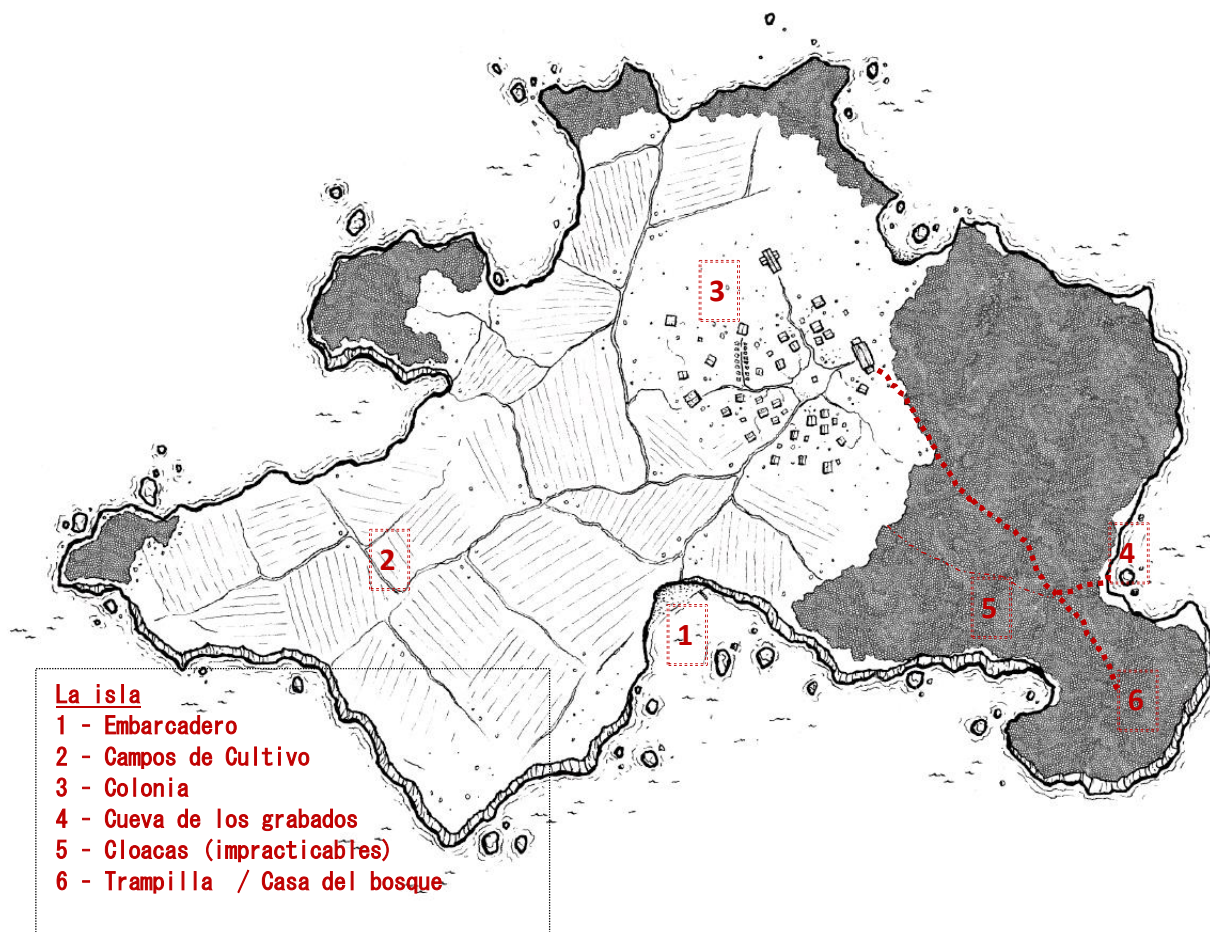 3
4
2
5
1
6
La isla
1 - Embarcadero
2 - Campos de Cultivo
3 - Colonia
4 - Cueva de los grabados
5 - Cloacas (impracticables)
6 - Trampilla / Casa del bosque